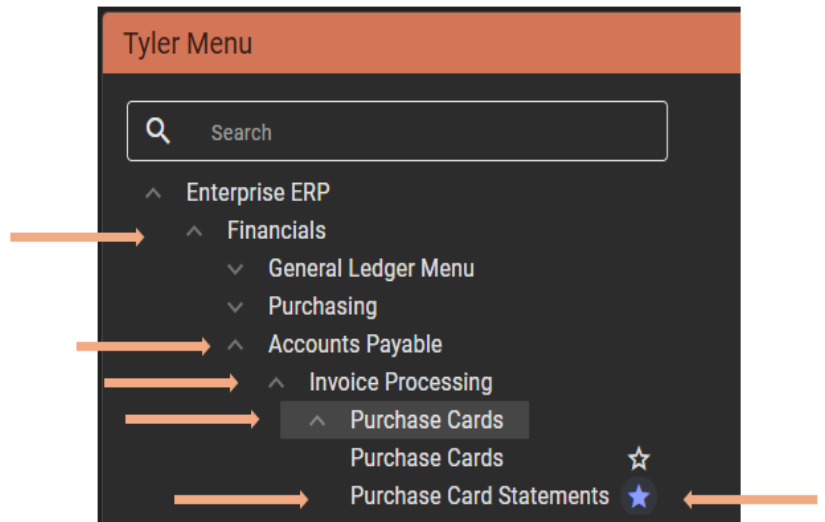 Tyler Menu
Search
Enterprise ERP
Financials
General Ledger Menu
Purchasing
Accounts Payable
Invoice Processing
Purchase Cards
Purchase Cards
Purchase Card Statements